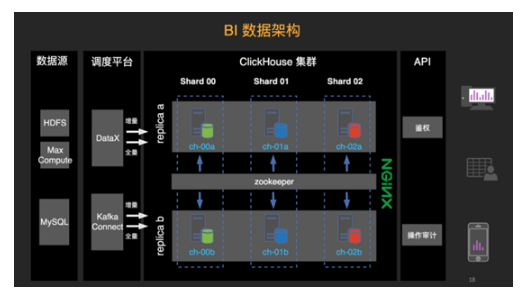 BI 数据架构
数据源
调度平台
ClickHouse 集群
API
Shard 00
Shard 01
Shard 02
HDFS
Max
Compute
MySQL
DataX
增量
全量
Kafka
Connect
增量
全量
replica a
ch-00a
ch-01a
ch-02a
zookeeper
replica b
ch-00b
ch-01b
ch-02b
NGINX
鉴权
操作审计
18